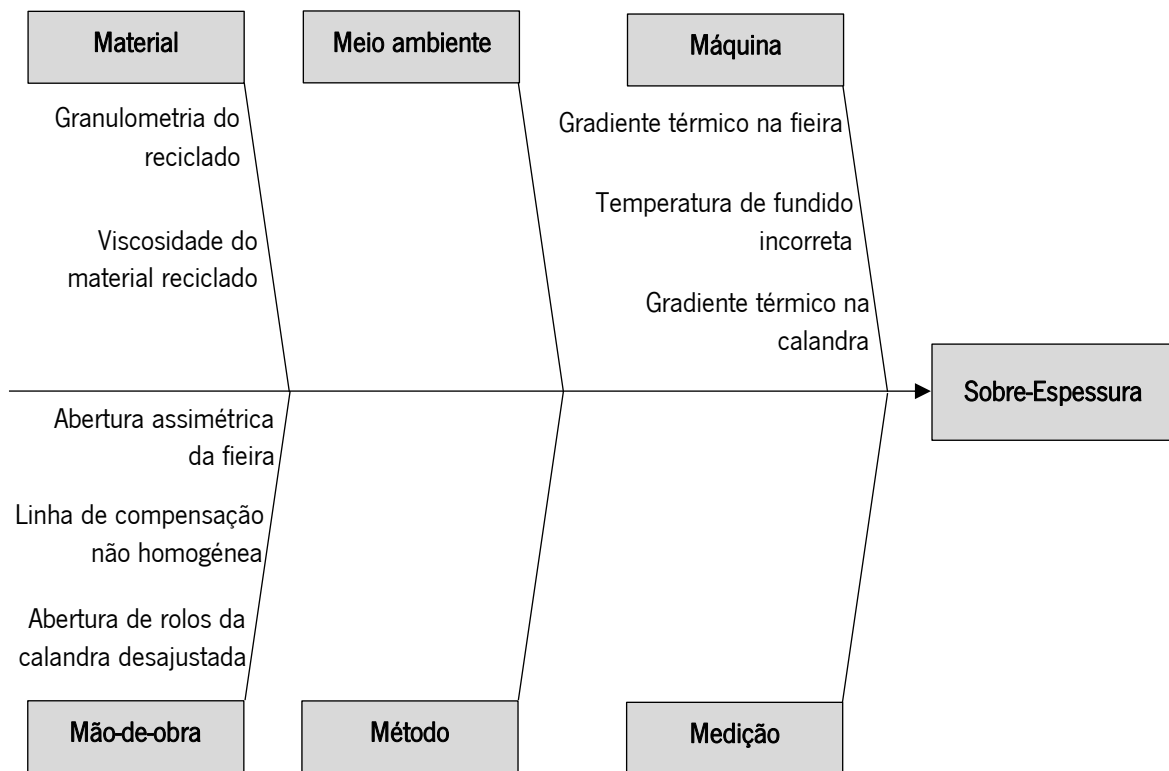 Material
Meio ambiente
Máquina
Granulometria do
reciclado
Viscosidade do
material reciclado
Gradiente térmico na fieira
Temperatura de fundido
incorreta
Gradiente térmico na
calandra
Sobre-Espessura
Abertura assimétrica
da fieira
Linha de compensação
não homogénea
Abertura de rolos da
calandra desajustada
Mão-de-obra
Método
Medição